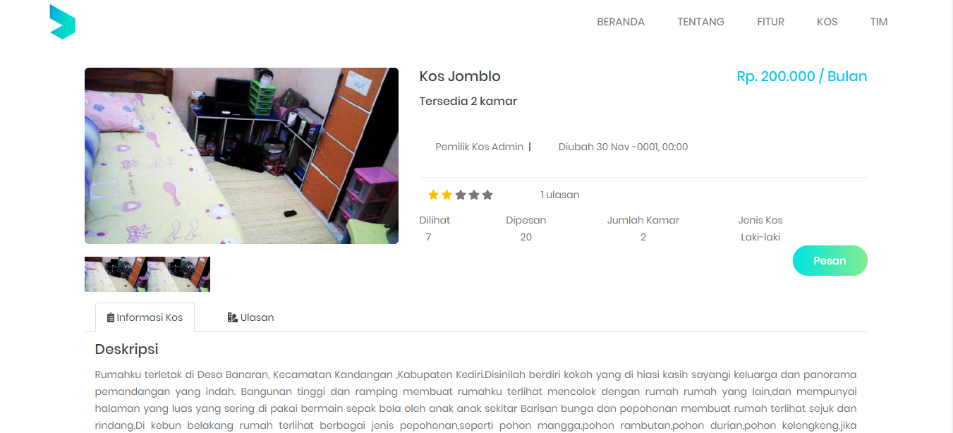 BERANDA TENTANG FITUR KOS TIM
Kos Jomblo Rp. 200.000 / Bulan
Tersedia 2 kamar
Pemilik Kos Admin | Diubah 30 Nov -0001, 00:00
1 ulasan
Dilihat Dipesan Jumlah Kamar Jenis Kos
7 20 2 Laki-laki
Pesan
Informasi Kos Ulasan
Deskripsi
Rumahku terletak di Desa Banaran, Kecamatan Kandangan ,Kabupaten Kediri.Disinilah berdiri kokoh yang di hiasi kasih sayangi keluarga dan panorama
pemandangan yang indah. Bangunan tinggi dan ramping membuat rumahku terlihat mencolok dengan rumah rumah yang lain,dan mempunyai
halaman yang luas yang sering di pakai bermain sepak bola oleh anak anak sekitar Barisan bunga dan pepohonan membuat rumah terlihat sejuk dan
rindang,Di kebun belakang rumah terlihat berbagai jenis pepohonan,seperti pohon mangga,pohon rambutan,pohon durian,pohon kelengkeng,jika